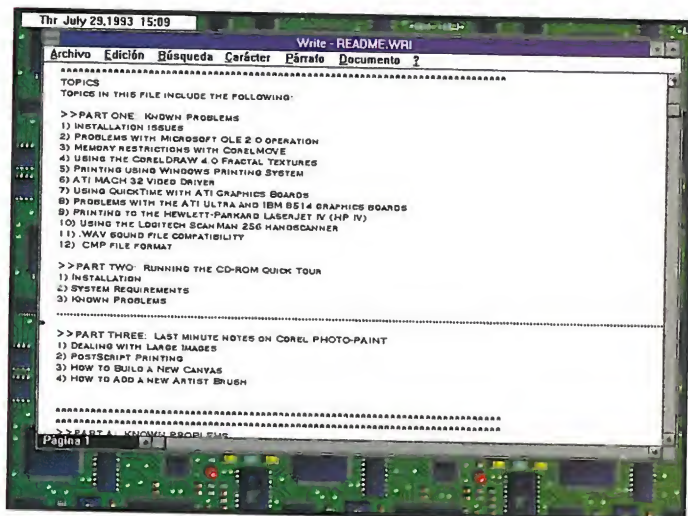 Thr July 29,1993 15:09
Write - README.WRI
Archivo Edición Búsqueda Carácter Párrafo Documento ?
TOPICS
TOPICS IN THIS FILE INCLUDE THE FOLLOWING:
>>PART ONE: KNOWN PROBLEMS
1) INSTALLATION ISSUES
2) PROBLEMS WITH MICROSOFT OLE 2.0 OPERATION
3) MEMORY RESTRICTIONS WITH CORELMOVE
4) USING THE CORELDRAW 4.0 FRACTAL TEXTURES
5) PRINTING USING WINDOWS PRINTING SYSTEM
6) ATI MACH 32 VIDEO DRIVER
7) USING QUICKTIME WITH ATI GRAPHICS BOARDS
8) PROBLEMS WITH THE ATI ULTRA AND IBM 8514 GRAPHICS BOARDS
9) PRINTING TO THE HEWLETT-PARKARD LASERJET IV (HP IV)
10) USING THE LOGITECH SCANMAN 256 HANDSCANNER
11) .WAV SOUND FILE COMPATIBILITY
12) CMP FILE FORMAT
>>PART TWO: RUNNING THE CD-ROM QUICK TOUR
1) INSTALLATION
2) SYSTEM REQUIREMENTS
3) KNOWN PROBLEMS
>>PART THREE: LAST MINUTE NOTES ON COREL PHOTO-PAINT
1) DEALING WITH LARGE IMAGES
2) POSTSCRIPT PRINTING
3) HOW TO BUILD A NEW CANVAS
4) HOW TO ADD A NEW ARTIST BRUSH
>>PART A: KNOWN PROBLEMS
Página 1